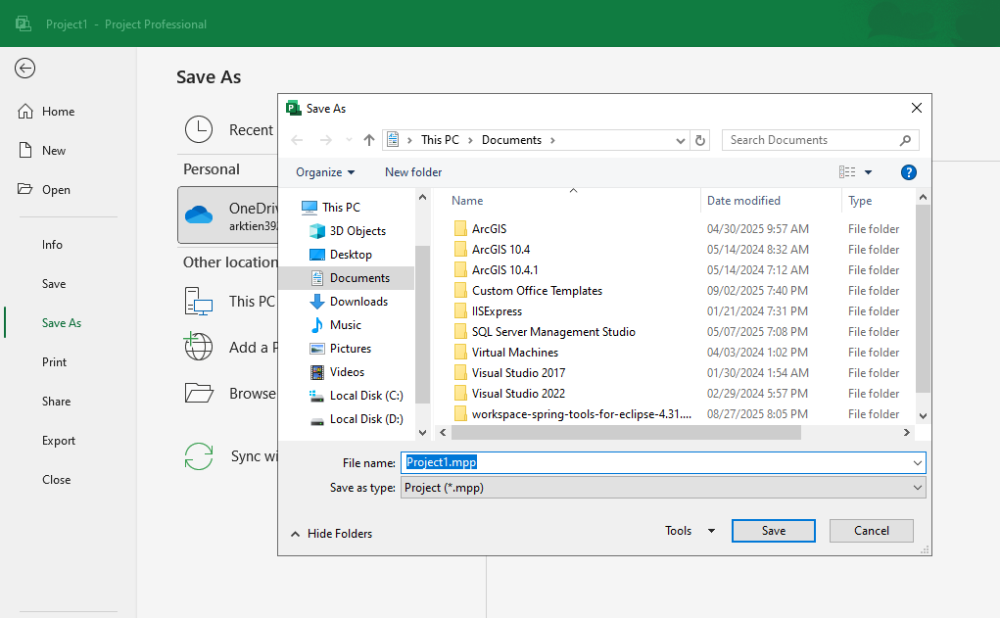 Project1 - Project Professional
Save As
Home
New
Open
Info
Save
Save As
Print
Share
Export
Close
Recent
Personal
OneDriv
arktien392
Other location
This PC
Add a P
Browse
Sync wi
Save As
This PC
Documents
Search Documents
Organize
New folder
?
This PC
3D Objects
Desktop
Documents
Downloads
Music
Pictures
Videos
Local Disk (C:)
Local Disk (D:)
Name Date modified Type
ArcGIS 04/30/2025 9:57 AM File folder
ArcGIS 10.4 05/14/2024 8:32 AM File folder
ArcGIS 10.4.1 05/14/2024 7:12 AM File folder
Custom Office Templates 09/02/2025 7:40 PM File folder
IISExpress 01/21/2024 7:31 PM File folder
SQL Server Management Studio 05/07/2025 7:08 PM File folder
Virtual Machines 04/03/2024 1:02 PM File folder
Visual Studio 2017 01/30/2024 1:54 AM File folder
Visual Studio 2022 02/29/2024 5:57 PM File folder
workspace-spring-tools-for-eclipse-4.31.... 08/27/2025 8:05 PM File folder
File name: Project1.mpp
Save as type: Project (*.mpp)
Hide Folders
Tools
Save
Cancel